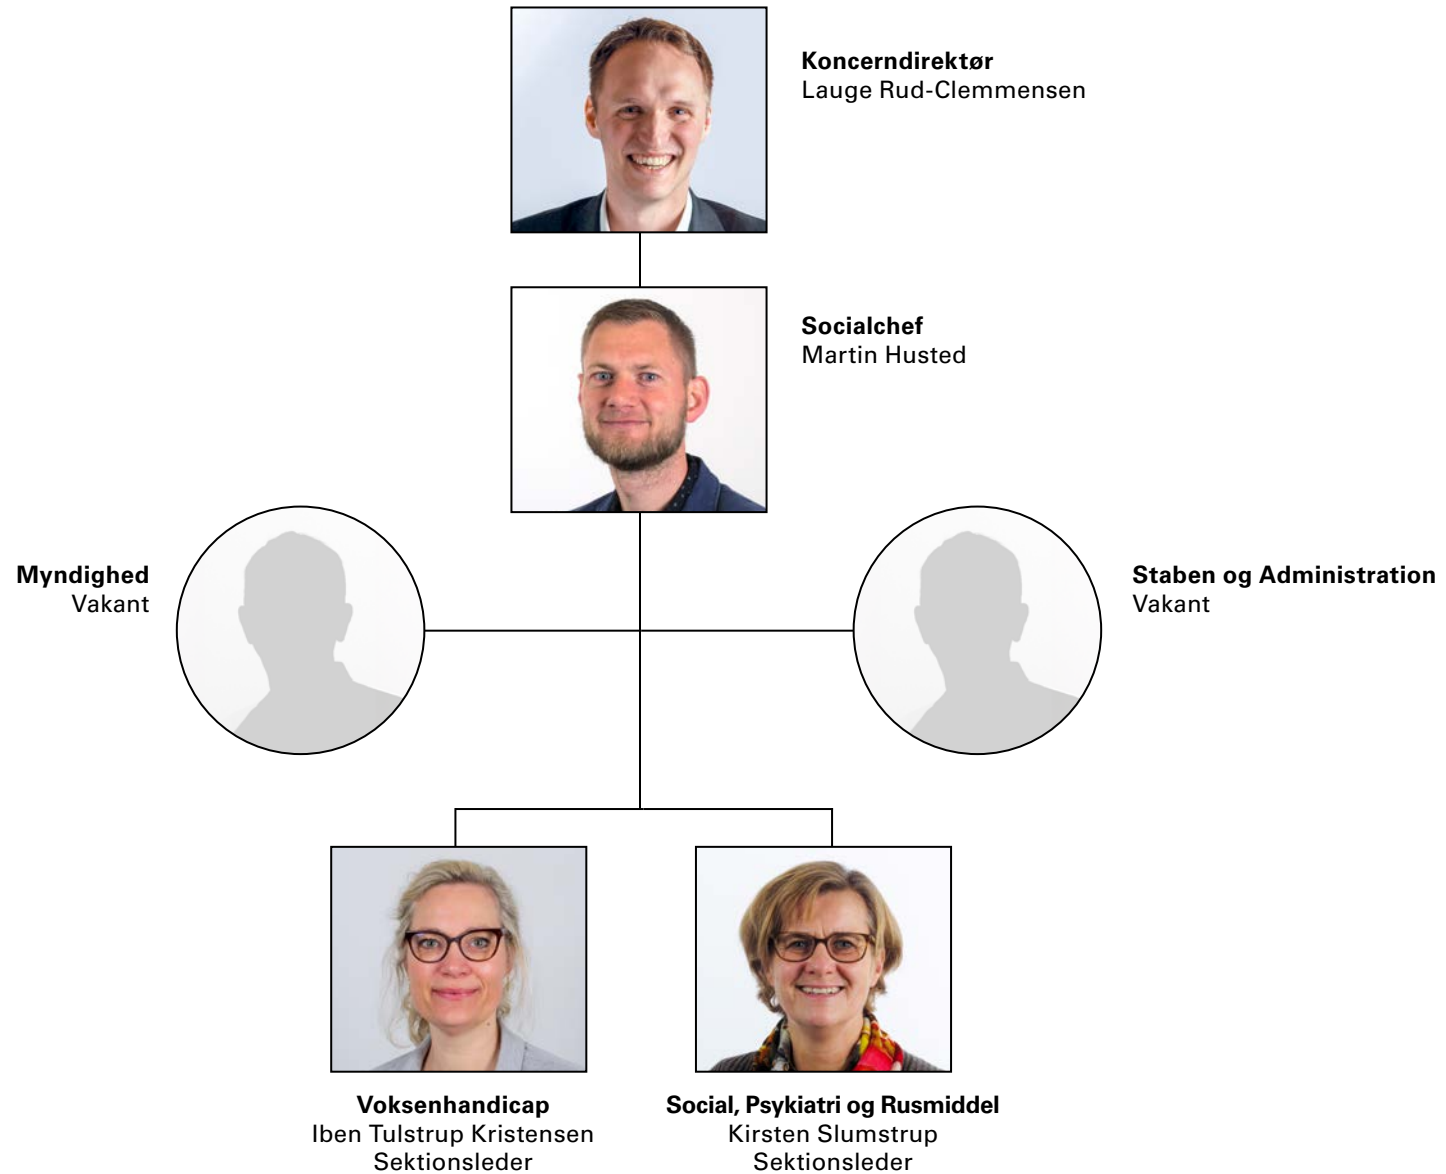 Koncerndirektør
Lauge Rud-Clemmensen
Socialchef
Martin Husted
Myndighed
Vakant
Staben og Administration
Vakant
Voksenhandicap
Iben Tulstrup Kristensen
Sektionsleder
Social, Psykiatri og Rusmiddel
Kirsten Slumstrup
Sektionsleder